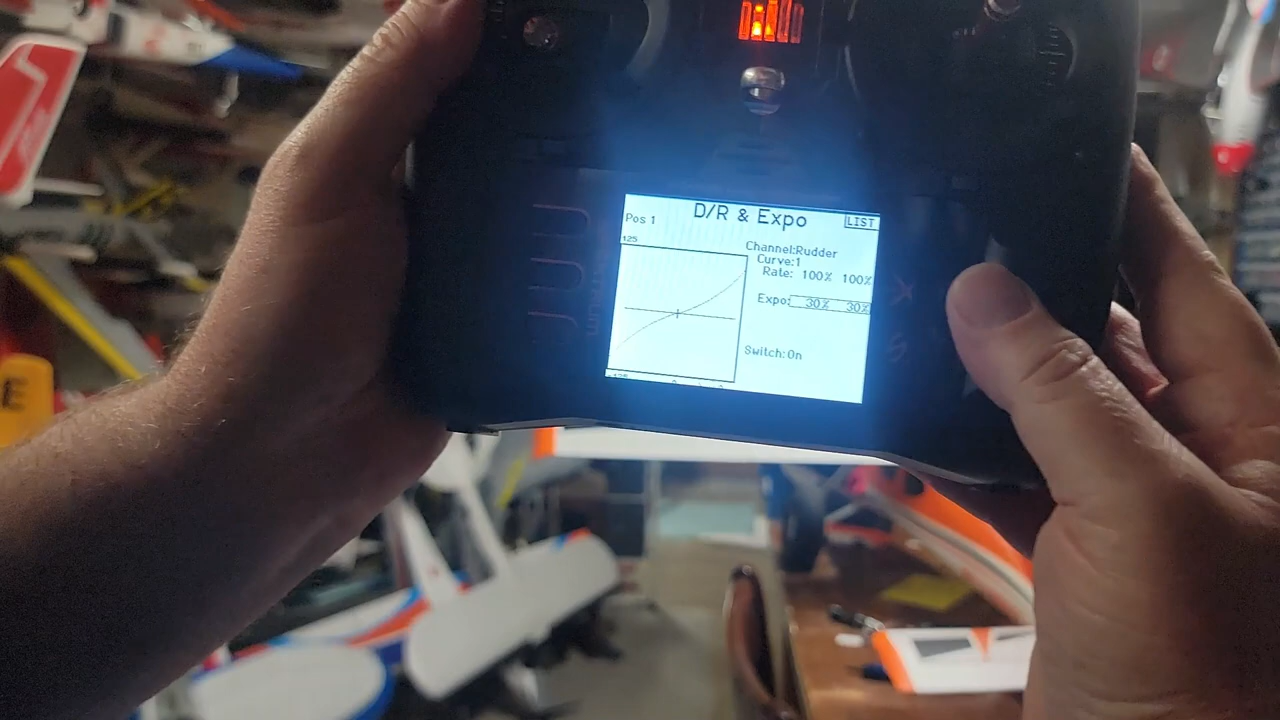 D/R & Expo
Pos 1
LIST
125
Channel:Rudder
Curve:1
Rate: 100% 100%
Expo: 30% 30%
Switch:On
E